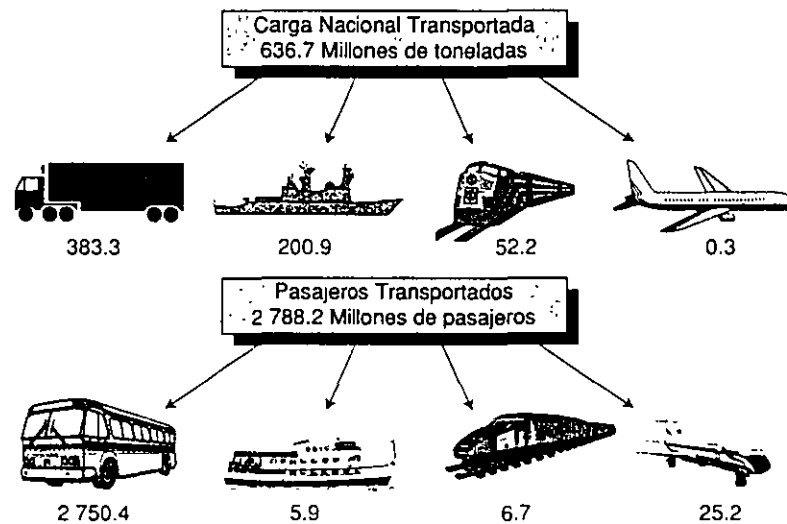 Carga Nacional Transportada
636.7 Millones de toneladas
383.3 200.9 52.2 0.3
Pasajeros Transportados
2 788.2 Millones de pasajeros
2 750.4 5.9 6.7 25.2